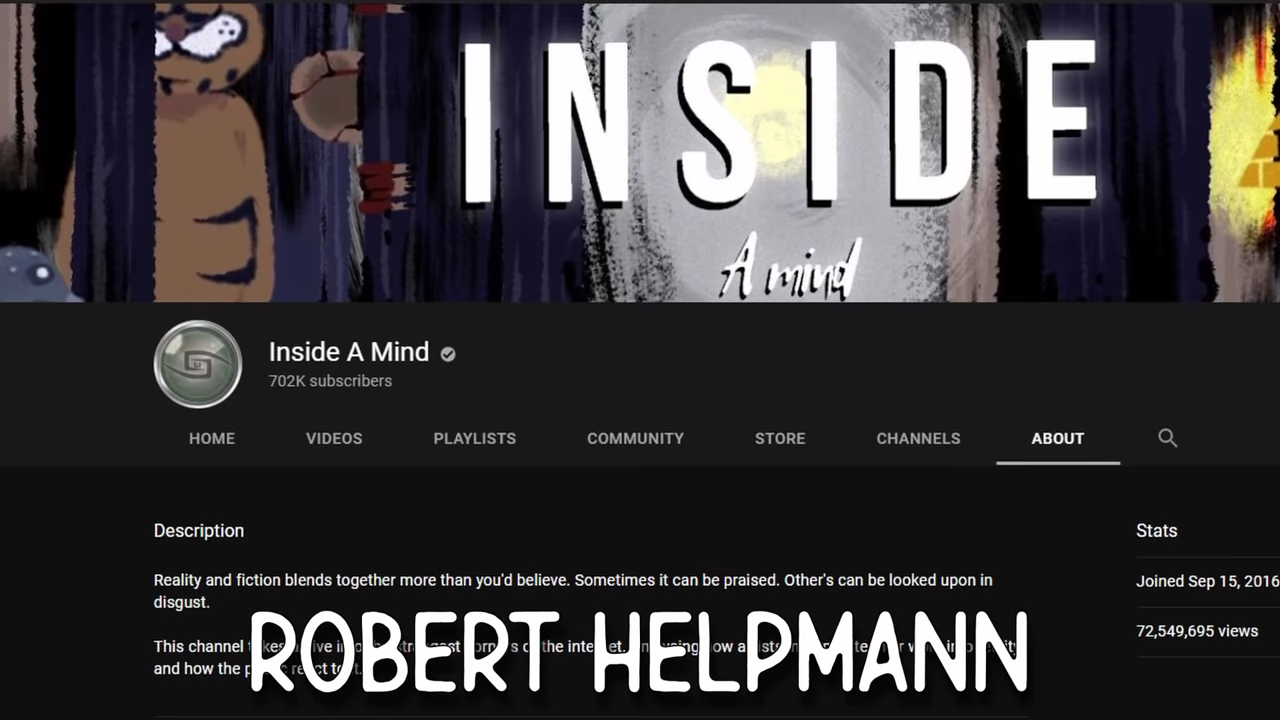 INSIDE
A mind
Inside A Mind
702K subscribers
HOME VIDEOS PLAYLISTS COMMUNITY STORE CHANNELS ABOUT
Description
Stats
Reality and fiction blends together more than you'd believe. Sometimes it can be praised. Other's can be looked upon in
disgust.
Joined Sep 15, 2016
72,549,695 views
This channel the internet.
and how the
ROBERT HELPMANN